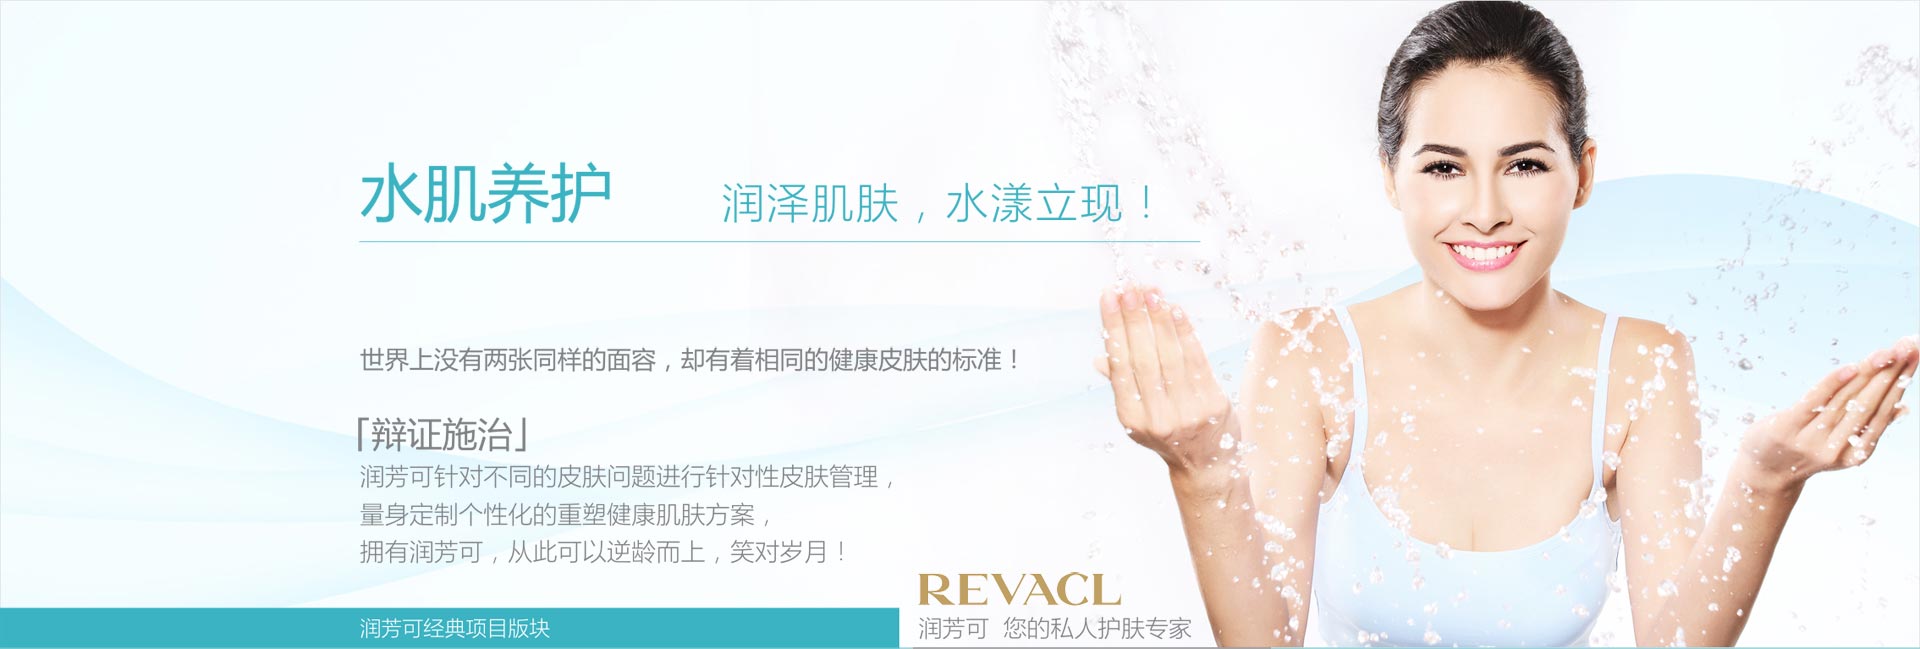 水肌养护 润泽肌肤，水漾立现！
世界上没有两张同样的面容，却有着相同的健康皮肤的标准！
「辩证施治」
润芳可针对不同的皮肤问题进行针对性皮肤管理，
量身定制个性化的重塑健康肌肤方案，
拥有润芳可，从此可以逆龄而上，笑对岁月！
REVACL
润芳可经典项目版块
润芳可 您的私人护肤专家